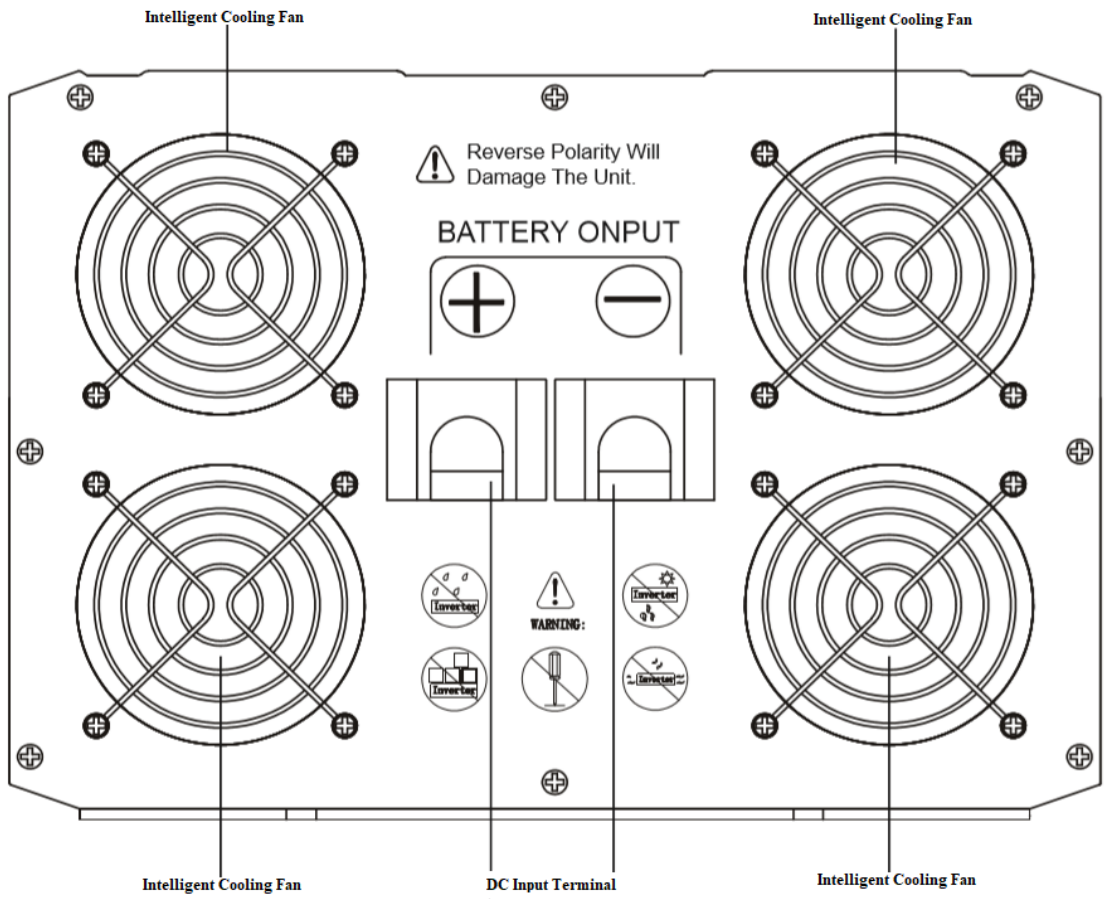 Intelligent Cooling Fan
Intelligent Cooling Fan
Reverse Polarity Will
Damage The Unit.
BATTERY ONPUT
Inverter
WARNING:
Inverter
Inverter
Inverter
Intelligent Cooling Fan
DC Input Terminal
Intelligent Cooling Fan